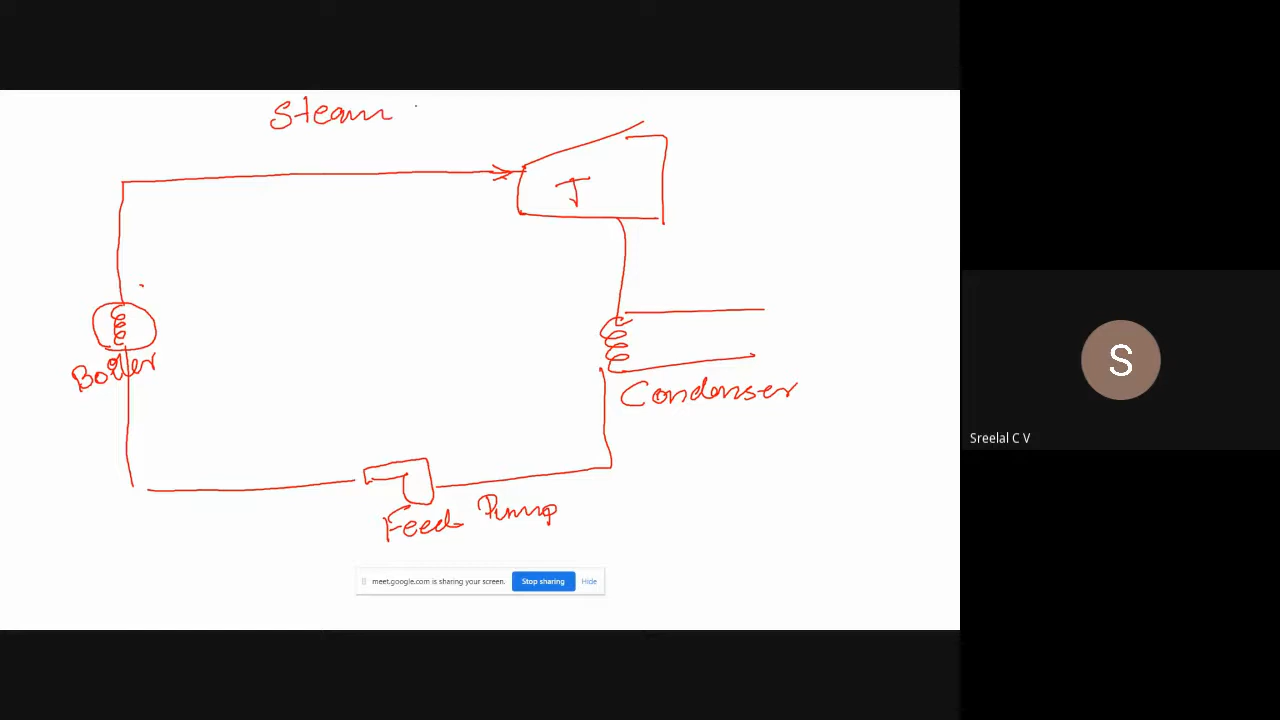 Steam
T
Boiler
Condenser
Feed Pump
meet.google.com is sharing your screen. Stop sharing Hide
S
Sreelal C V